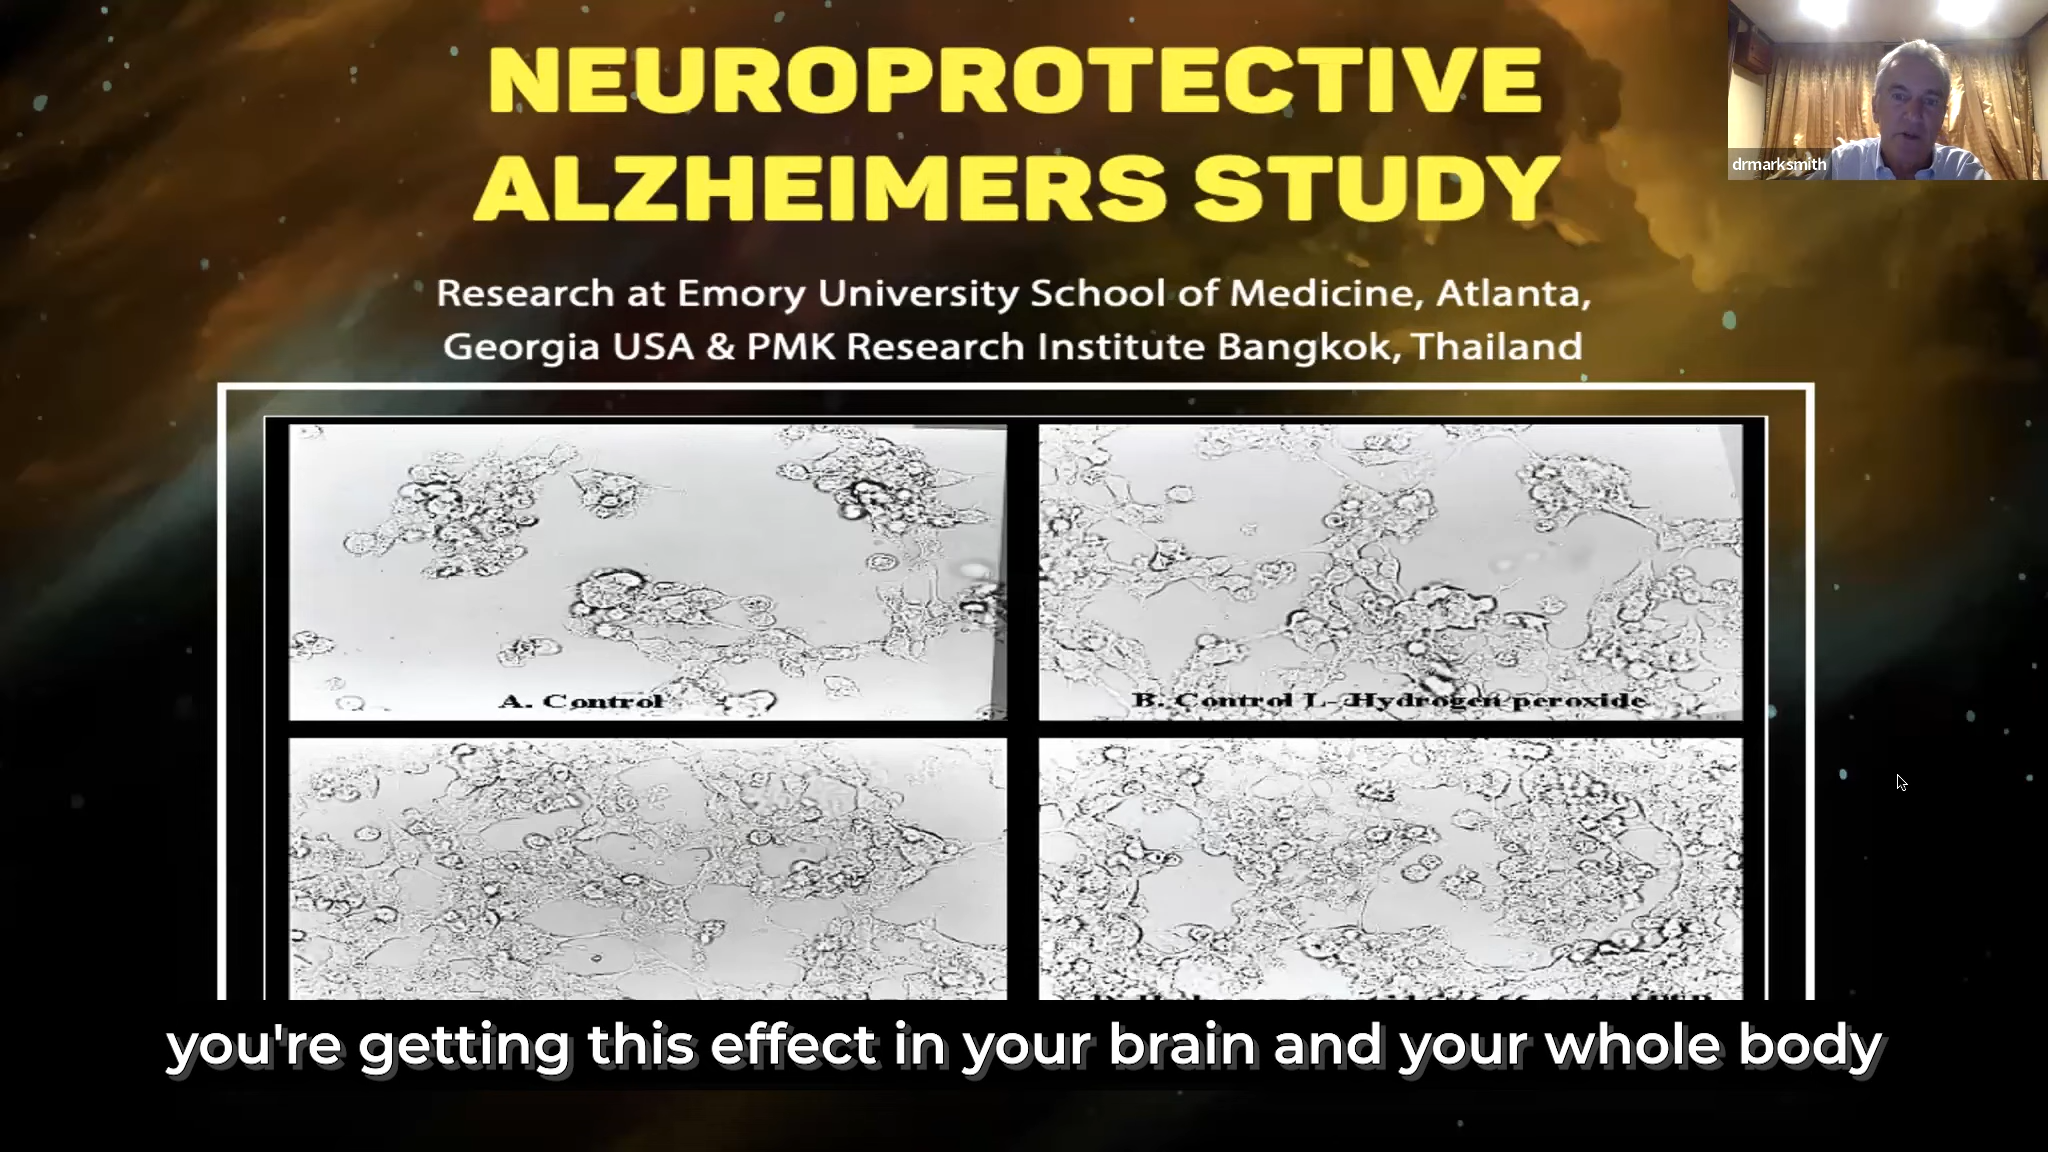 NEUROPROTECTIVE
ALZHEIMERS STUDY
drmarksmith
Research at Emory University School of Medicine, Atlanta,
Georgia USA & PMK Research Institute Bangkok, Thailand
A. Control
B. Control L- Hydrogen peroxide
you're getting this effect in your brain and your whole body